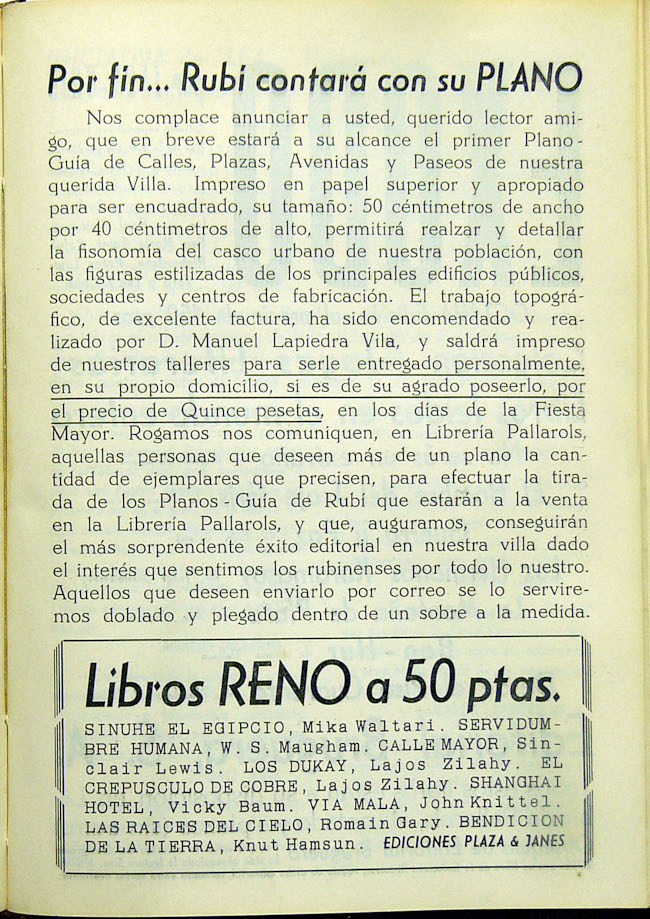 Por fín... Rubí contará con su PLANO
Nos complace anunciar a usted, querido lector ami-
go, que en breve estará a su alcance el primer Plano-
Guía de Calles, Plazas, Avenidas y Paseos de nuestra
querida Villa. Impreso en papel superior y apropiado
para ser encuadrado, su tamaño: 50 céntimetros de ancho
por 40 céntimetros de alto, permitirá realzar y detallar
la fisonomía del casco urbano de nuestra población, con
las figuras estilizadas de los principales edificios públicos,
sociedades y centros de fabricación. El trabajo topográ-
fico, de excelente factura, ha sido encomendado y rea-
lizado por D. Manuel Lapiedra Vila, y saldrá impreso
de nuestros talleres para serle entregado personalmente,
en su propio domicilio, si es de su agrado poseerlo, por
el precio de Quince pesetas, en los días de la Fiesta
Mayor. Rogamos nos comuniquen, en Librería Pallarols,
aquellas personas que deseen más de un plano la can-
tidad de ejemplares que precisen, para efectuar la tira-
da de los Planos-Guía de Rubí que estarán a la venta
en la Librería Pallarols, y que, auguramos, conseguirán
el más sorprendente éxito editorial en nuestra villa dado
el interés que sentimos los rubinenses por todo lo nuestro.
Aquellos que deseen enviarlo por correo se lo servire-
mos doblado y plegado dentro de un sobre a la medida.
Libros RENO a 50 ptas.
SINUHE EL EGIPCIO, Mika Waltari. SERVIDUM-
BRE HUMANA, W. S. Maugham. CALLE MAYOR, Sin-
clair Lewis. LOS DUKAY, Lajos Zilahy. EL
CREPUSCULO DE COBRE, Lajos Zilahy. SHANGHAI
HOTEL, Vicky Baum. VIA MALA, John Knittel.
LAS RAICES DEL CIELO, Romain Gary. BENDICION
DE LA TIERRA, Knut Hamsun. EDICIONES PLAZA & JANES